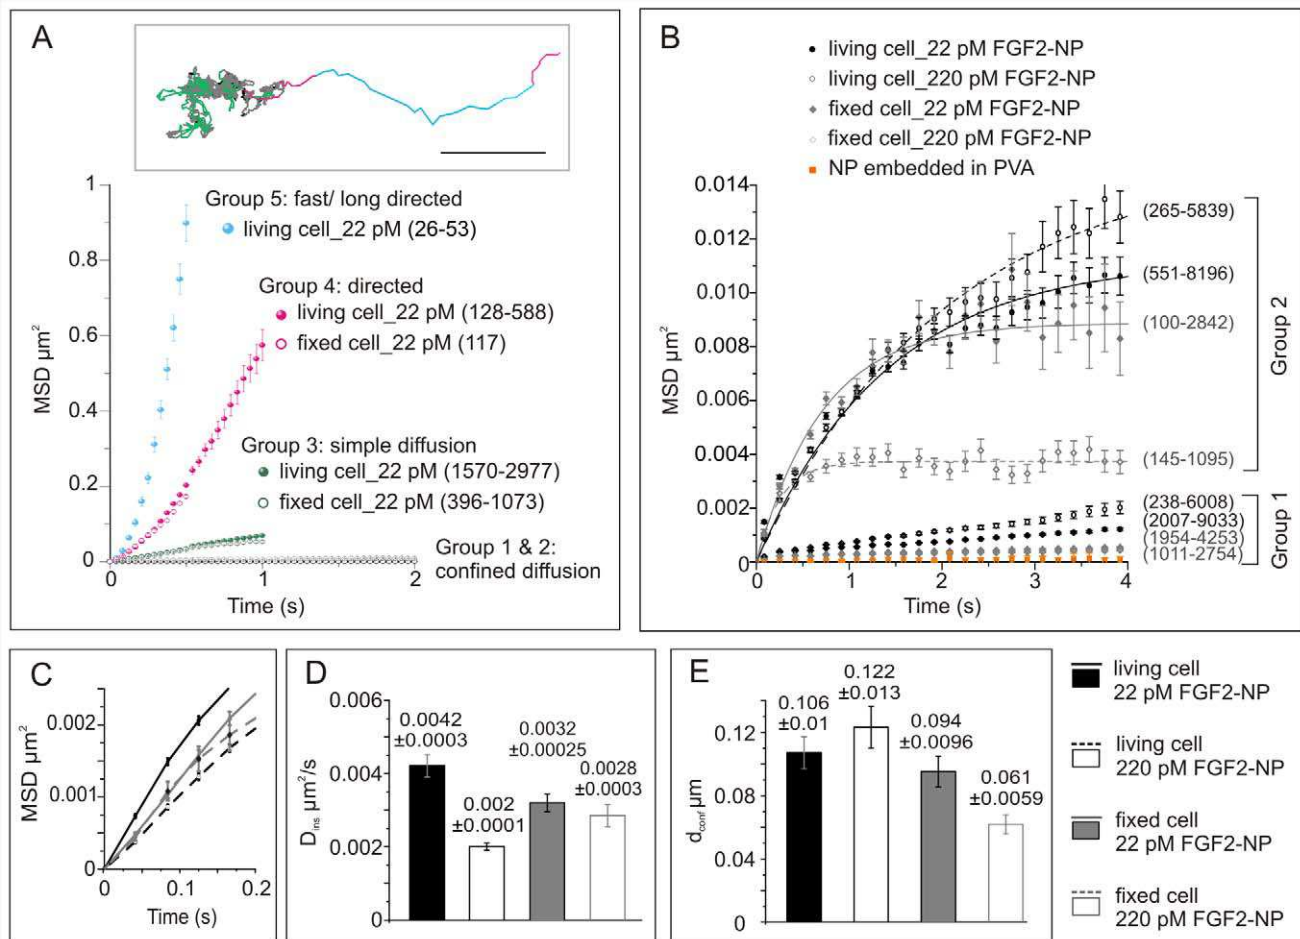 A
Group 5: fast/ long directed
living cell_22 pM (26-53)
Group 4: directed
living cell_22 pM (128-588)
fixed cell_22 pM (117)
Group 3: simple diffusion
living cell_22 pM (1570-2977)
fixed cell_22 pM (396-1073)
Group 1 & 2:
confined diffusion
MSD µm²
1
0.8
0.6
0.4
0.2
0
0
1
2
Time (s)
B
living cell_22 pM FGF2-NP
living cell_220 pM FGF2-NP
fixed cell_22 pM FGF2-NP
fixed cell_220 pM FGF2-NP
NP embedded in PVA
MSD µm²
0.014
0.012
0.010
0.008
0.006
0.004
0.002
0
0
1
2
3
4
Time (s)
(265-5839)
(551-8196)
(100-2842)
(145-1095)
Group 2
(238-6008)
(2007-9033)
(1954-4253)
(1011-2754)
Group 1
C
MSD µm²
0.002
0.001
0
0
0.1
0.2
Time (s)
D
D_ins µm²/s
0.006
0.004
0.002
0
0.0042
±0.0003
0.002
±0.0001
0.0032
±0.00025
0.0028
±0.0003
E
d_conf µm
0.12
0.08
0.04
0
0.106
±0.01
0.122
±0.013
0.094
±0.0096
0.061
±0.0059
living cell
22 pM FGF2-NP
living cell
220 pM FGF2-NP
fixed cell
22 pM FGF2-NP
fixed cell
220 pM FGF2-NP